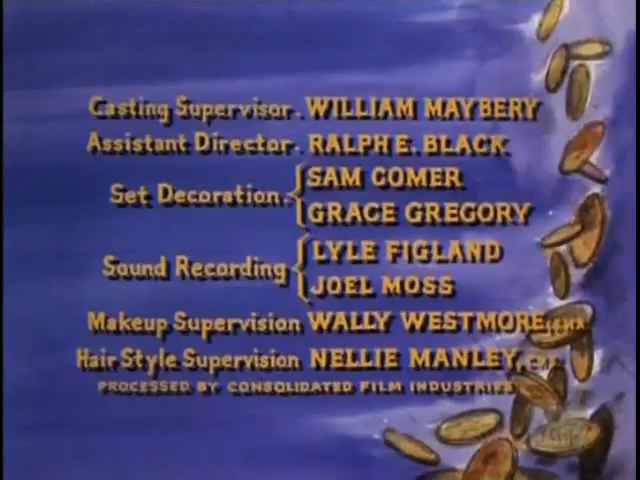 Casting Supervisor. WILLIAM MAYBERY
Assistant Director. RALPH E. BLACK
Set Decoration. SAM COMER
GRACE GREGORY
Sound Recording LYLE FIGLAND
JOEL MOSS
Makeup Supervision WALLY WESTMORE,
Hair Style Supervision NELLIE MANLEY,
PROCESSED BY CONSOLIDATED FILM INDUSTRIES